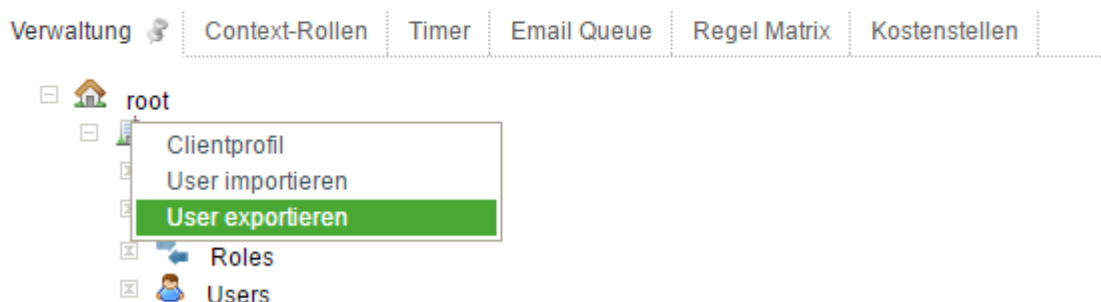 Verwaltung Context-Rollen Timer Email Queue Regel Matrix Kostenstellen
root
Clientprofil
User importieren
User exportieren
Roles
Users